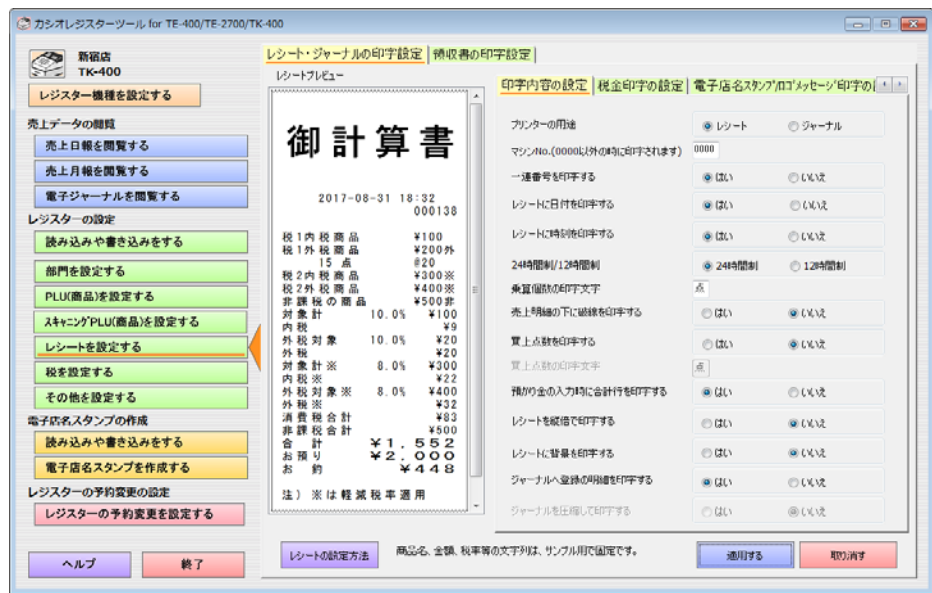 カシオレジスターツール for TE-400/TE-2700/TK-400
新宿店
TK-400
レジスター機種を設定する
売上データの閲覧
売上日報を閲覧する
売上月報を閲覧する
電子ジャーナルを閲覧する
レジスターの設定
読み込みや書き込みをする
部門を設定する
PLU(商品)を設定する
スキャニングPLU(商品)を設定する
レシートを設定する
税を設定する
その他を設定する
電子店名スタンプの作成
読み込みや書き込みをする
電子店名スタンプを作成する
レジスターの予約変更の設定
レジスターの予約変更を設定する
ヘルプ 終了
レシート・ジャーナルの印字設定 領収書の印字設定
レシートプレビュー
御計算書
2017-08-31 18:32
000138
税1内税商品 ¥100
税1外税商品 ¥200外
15 点 @20
税2内税商品 ¥300※
税2外税商品 ¥400※
非課税の商品 ¥500非
対象計 10.0% ¥100
内税 ¥9
外税対象 10.0% ¥20
外税 ¥20
対象計※ 8.0% ¥300
内税※ ¥22
外税対象※ 8.0% ¥400
外税※ ¥32
消費税合計 ¥83
非課税合計 ¥500
合 計 ¥1,552
お預り ¥2,000
お 釣 ¥448
注) ※は軽減税率適用
印字内容の設定 税金印字の設定 電子店名スタンプ/ロゴメッセージ印字の
プリンターの用途 レシート ジャーナル
マシンNo.(0000以外の時に印字されます) 0000
一連番号を印字する はい いいえ
レシートに日付を印字する はい いいえ
レシートに時刻を印字する はい いいえ
24時間制/12時間制 24時間制 12時間制
乗算個数の印字文字 点
売上明細の下に破線を印字する はい いいえ
買上点数を印字する はい いいえ
買上点数の印字文字 点
預かり金の入力時に合計行を印字する はい いいえ
レシートを縦倍で印字する はい いいえ
レシートに背景を印字する はい いいえ
ジャーナルへ登録の明細を印字する はい いいえ
ジャーナルを圧縮して印字する はい いいえ
レシートの設定方法 商品名、金額、税率等の文字列は、サンプル用で固定です。 適用する 取り消す